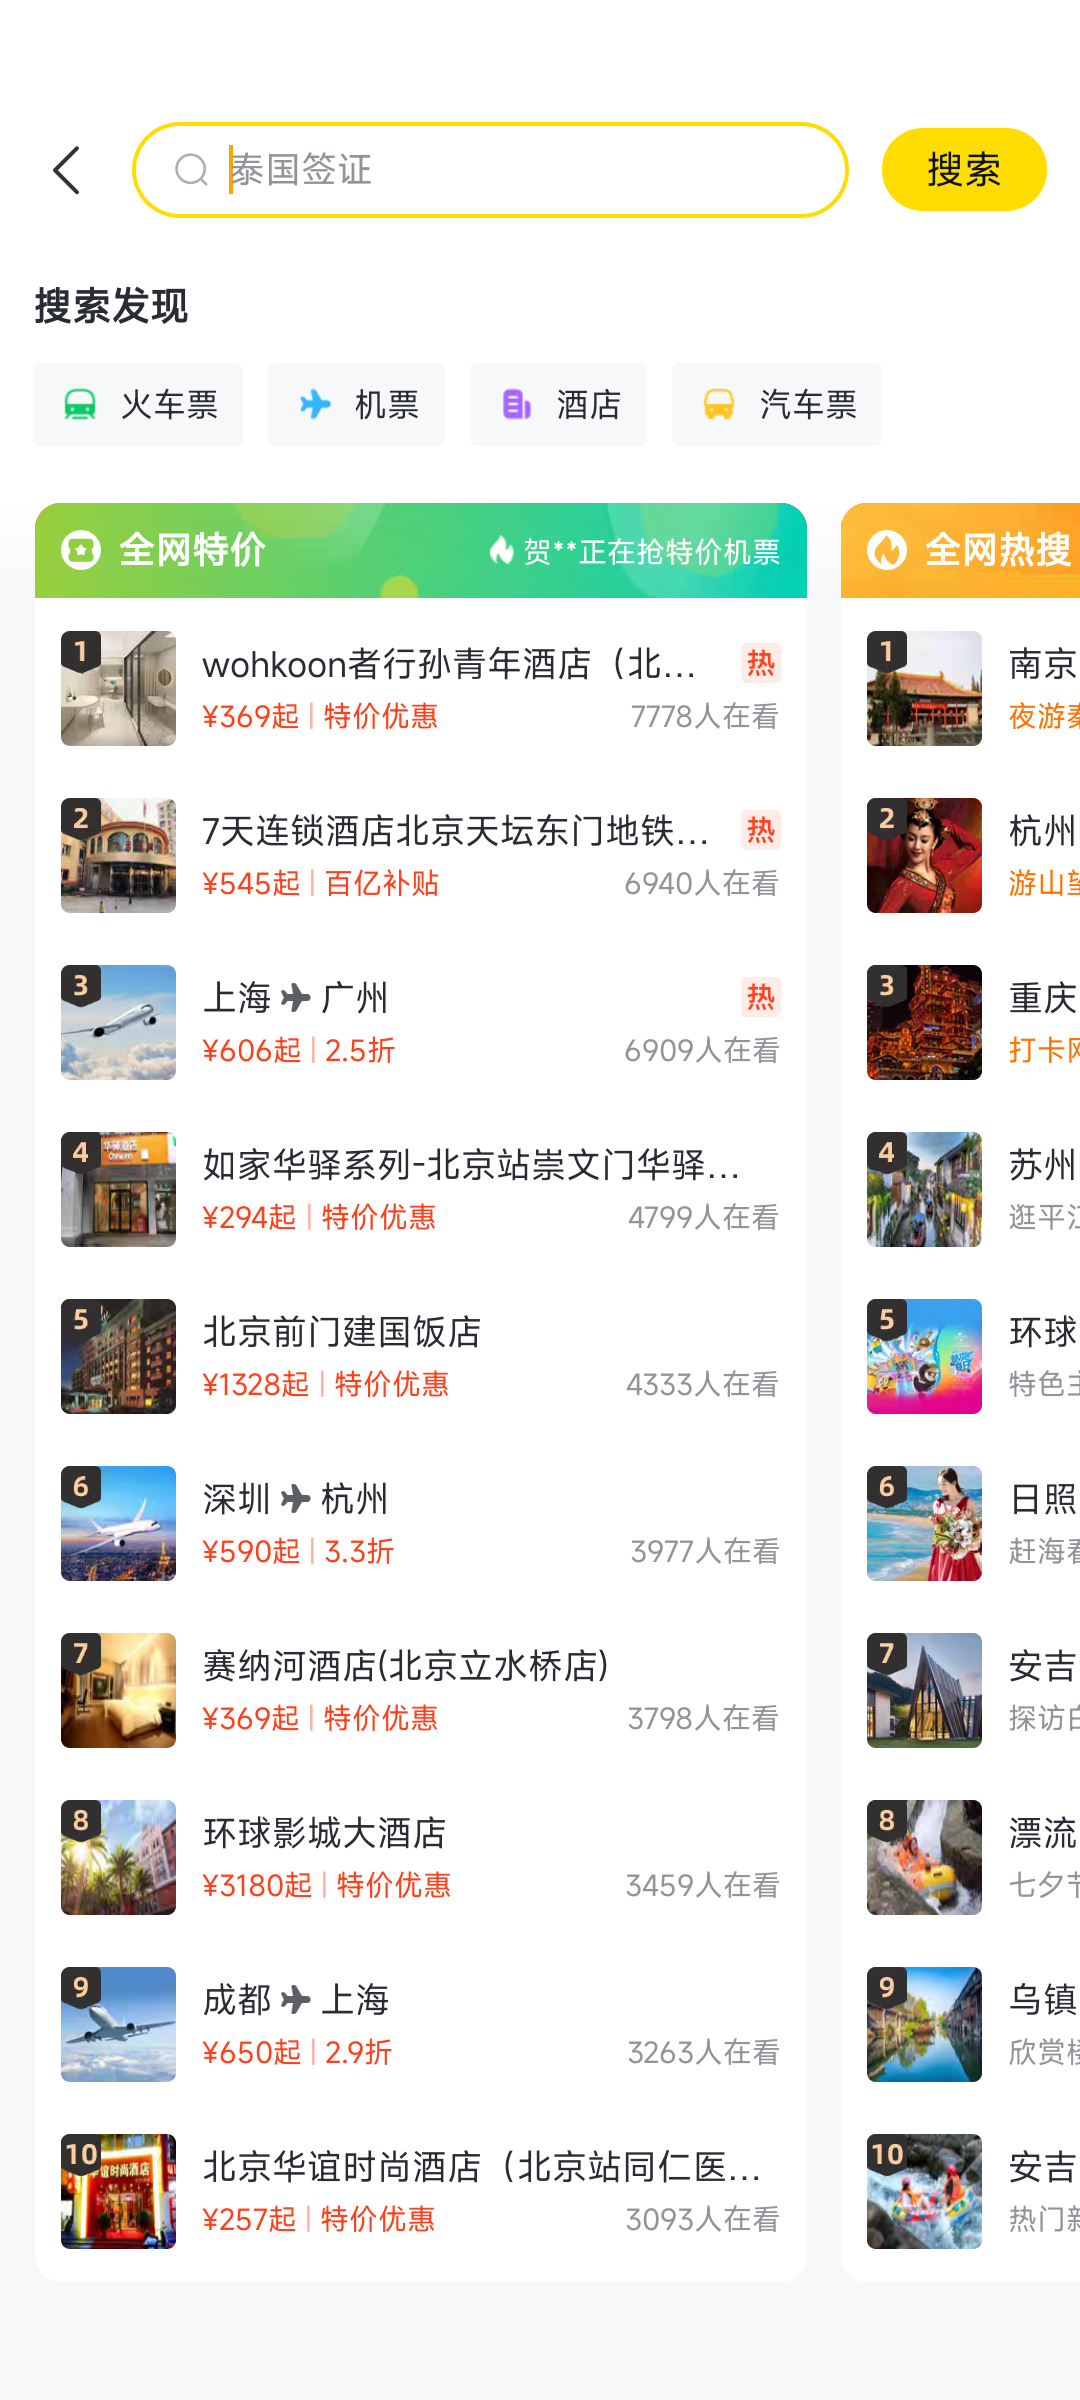 泰国签证
搜索
搜索发现
火车票
机票
酒店
汽车票
全网特价
贺**正在抢特价机票
1
wohkoon者行孙青年酒店（北...
热
¥369起 | 特价优惠
7778人在看
2
7天连锁酒店北京天坛东门地铁...
热
¥545起 | 百亿补贴
6940人在看
3
上海 广州
热
¥606起 | 2.5折
6909人在看
4
如家华驿系列-北京站崇文门华驿...
¥294起 | 特价优惠
4799人在看
5
北京前门建国饭店
¥1328起 | 特价优惠
4333人在看
6
深圳 杭州
¥590起 | 3.3折
3977人在看
7
赛纳河酒店(北京立水桥店)
¥369起 | 特价优惠
3798人在看
8
环球影城大酒店
¥3180起 | 特价优惠
3459人在看
9
成都 上海
¥650起 | 2.9折
3263人在看
10
北京华谊时尚酒店（北京站同仁医...
¥257起 | 特价优惠
3093人在看
全网热搜
1
南京
夜游
2
杭州
游山
3
重庆
打卡
4
苏州
逛平江
5
环球
特色主
6
日照
赶海看
7
安吉
探访白
8
漂流
七夕节
9
乌镇
欣赏
10
安吉
热门新